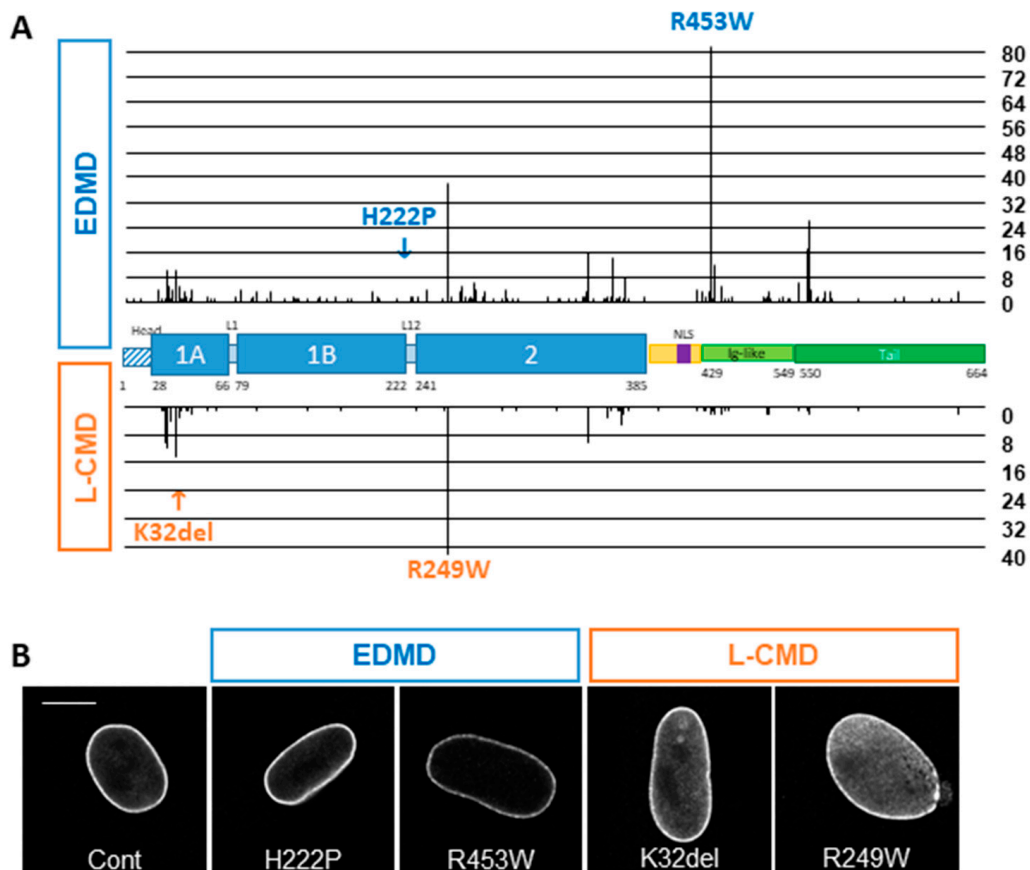 A
R453W
EDMD
80
72
64
56
48
40
32
24
16
8
0
H222P
Head
L1
L12
NLS
1A
1B
2
Ig-like
Tail
1
28
66
79
222
241
385
429
549
550
664
L-CMD
0
8
16
24
32
40
K32del
R249W
B
EDMD
L-CMD
Cont
H222P
R453W
K32del
R249W